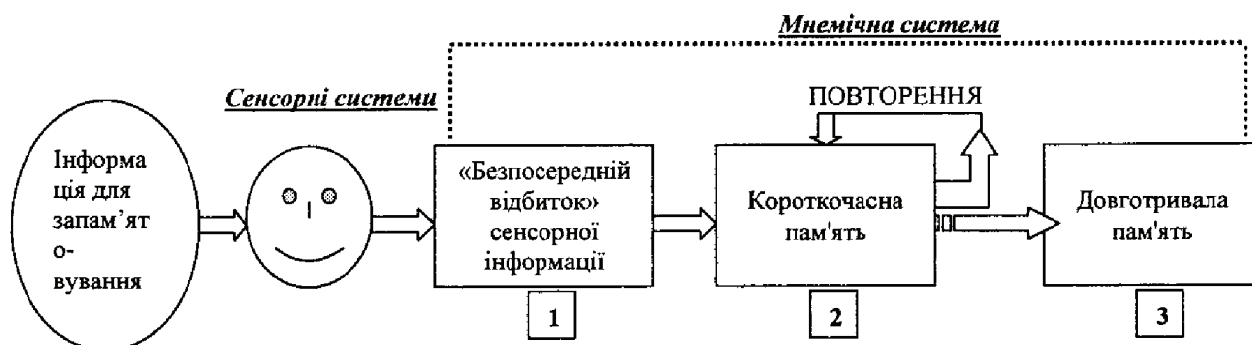 Мнемічна система
Сенсорні системи
ПОВТОРЕННЯ
Інформа
ція для
запам’ят
о-
вування
«Безпосередній
відбиток»
сенсорної
інформації
Короткочасна
пам'ять
Довготривала
пам'ять
1
2
3